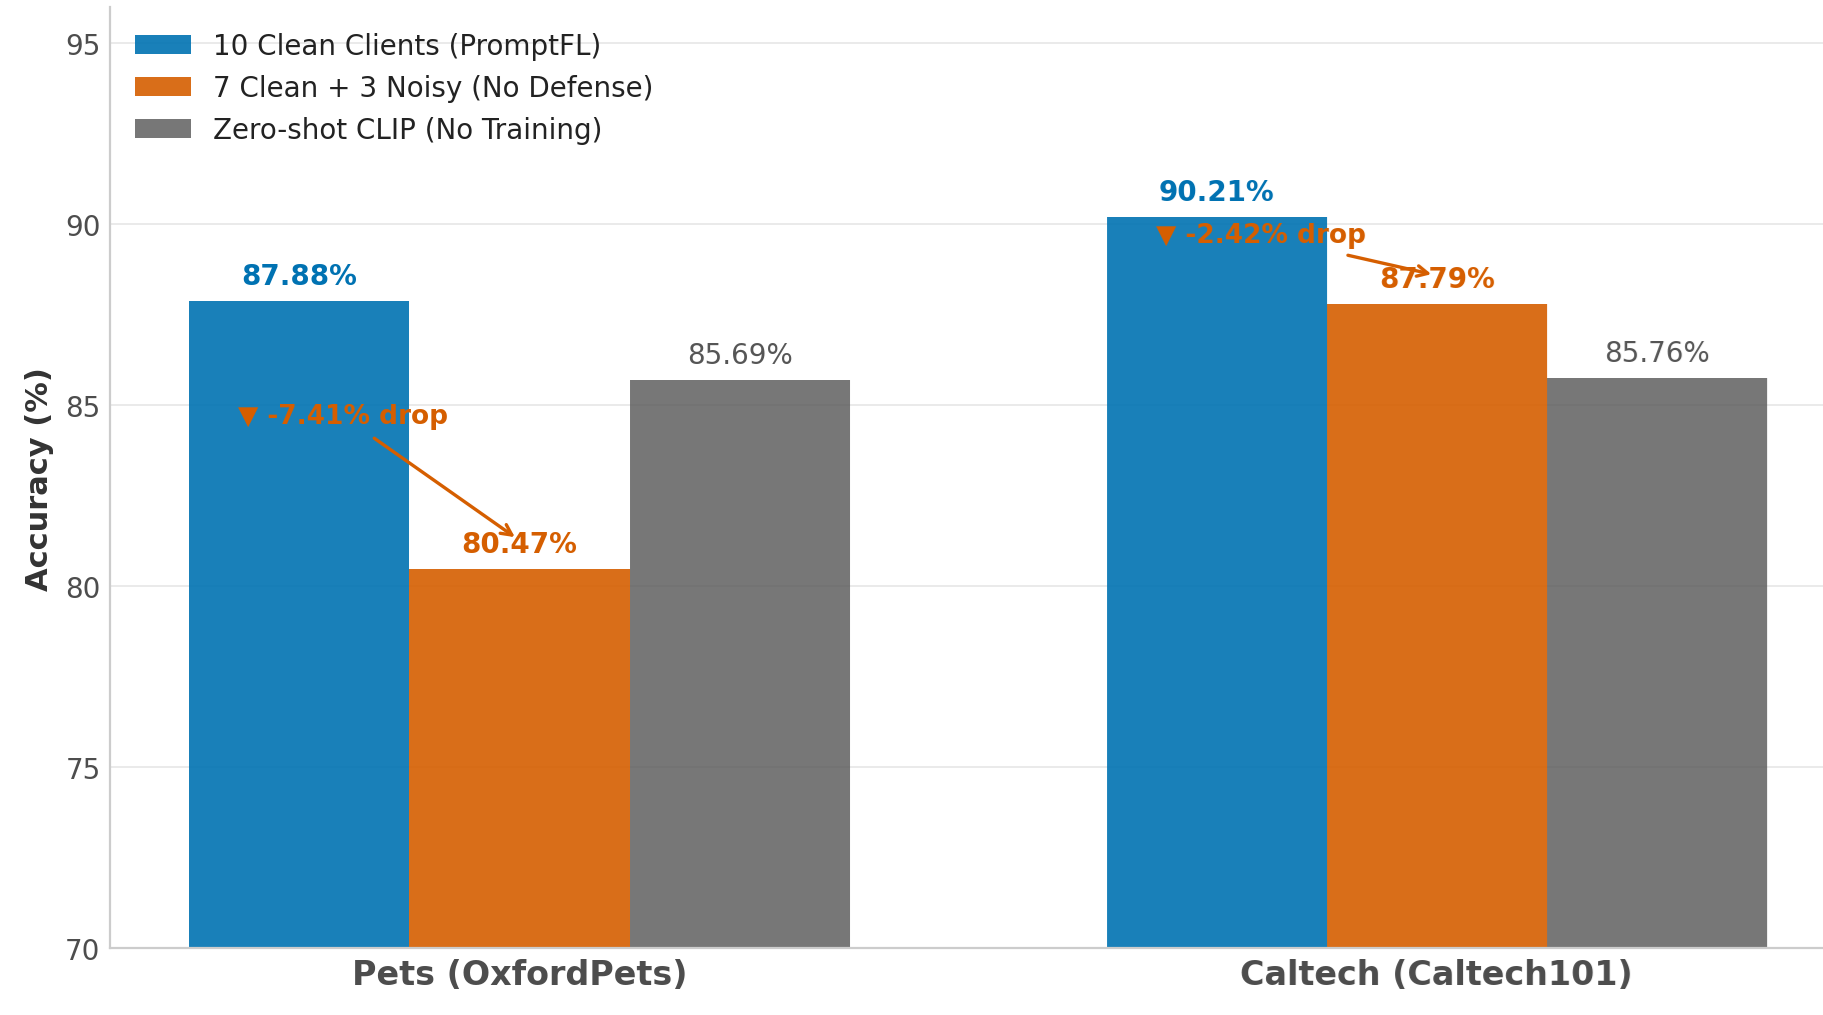 95
10 Clean Clients (PromptFL)
7 Clean + 3 Noisy (No Defense)
Zero-shot CLIP (No Training)
90.21%
90
▼ -2.42% drop
87.88%
87.79%
85.69%
85.76%
85
▼ -7.41% drop
80.47%
80
75
70
Accuracy (%)
Pets (OxfordPets)
Caltech (Caltech101)